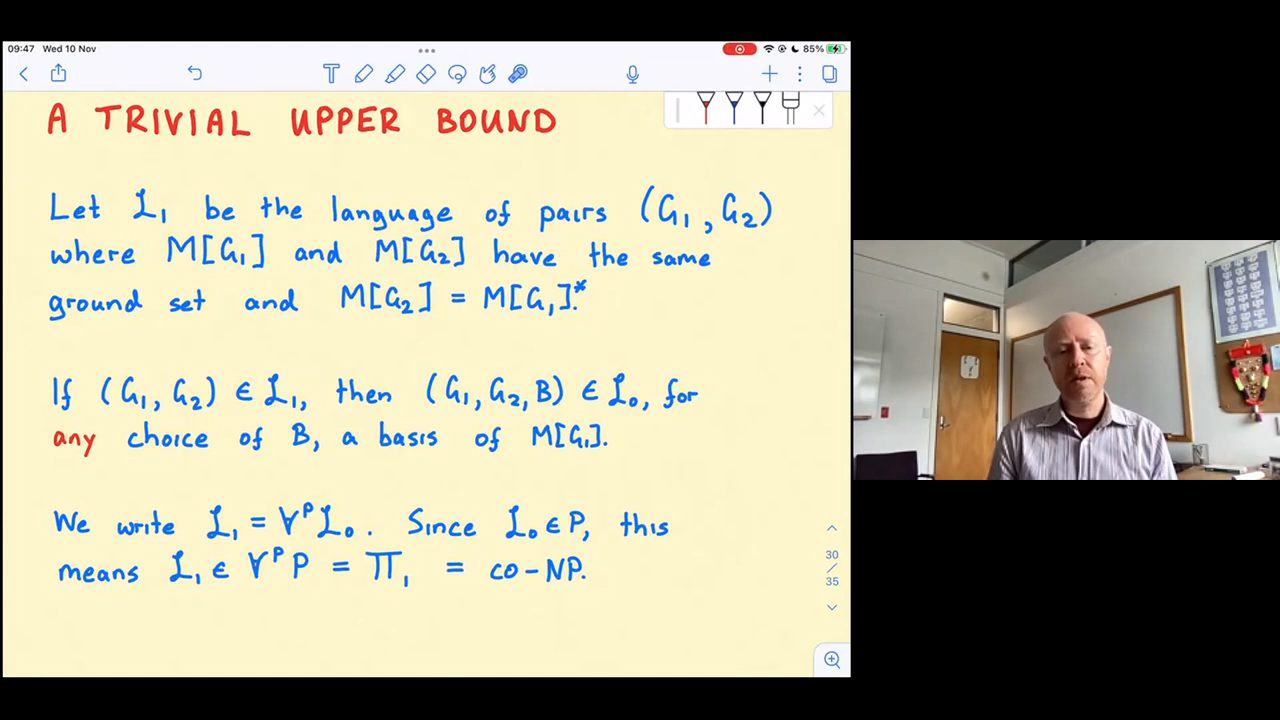 09:47 Wed 10 Nov
85%
A TRIVIAL UPPER BOUND
Let ℒ₁ be the language of pairs (G₁, G₂)
where M[G₁] and M[G₂] have the same
ground set and M[G₂] = M[G₁]*.
If (G₁, G₂) ∈ ℒ₁, then (G₁, G₂, B) ∈ ℒ₀, for
any choice of B, a basis of M[G₁].
We write ℒ₁ = ∀ᴾℒ₀. Since ℒ₀ ∈ P, this
means ℒ₁ ∈ ∀ᴾP = Π₁ = co-NP.
30
/
35